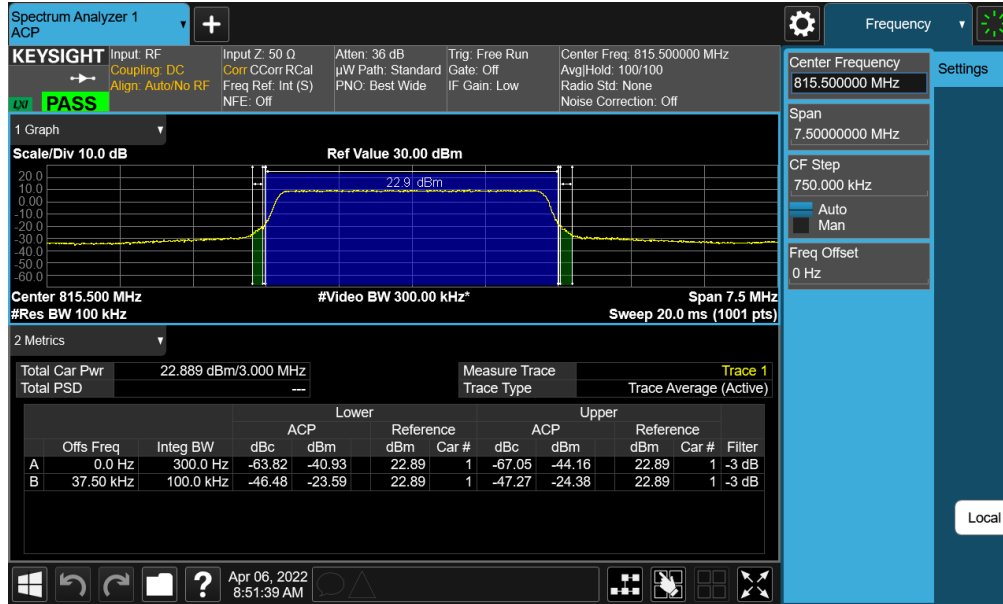 Spectrum Analyzer 1
ACP
+
Frequency
KEYSIGHT
LXI PASS
Input: RF
Coupling: DC
Align: Auto/No RF
Input Z: 50 Ω
Corr CCorr RCal
Freq Ref: Int (S)
NFE: Off
Atten: 36 dB
µW Path: Standard
PNO: Best Wide
Trig: Free Run
Gate: Off
IF Gain: Low
Center Freq: 815.500000 MHz
Avg|Hold: 100/100
Radio Std: None
Noise Correction: Off
Center Frequency
815.500000 MHz
Settings
Span
7.50000000 MHz
CF Step
750.000 kHz
Auto
Man
Freq Offset
0 Hz
Local
1 Graph
Scale/Div 10.0 dB
Ref Value 30.00 dBm
22.9 dBm
20.0
10.0
0.00
-10.0
-20.0
-30.0
-40.0
-50.0
-60.0
Center 815.500 MHz #Video BW 300.00 kHz* Span 7.5 MHz
#Res BW 100 kHz Sweep 20.0 ms (1001 pts)
2 Metrics
Total Car Pwr 22.889 dBm/3.000 MHz Measure Trace Trace 1
Total PSD --- Trace Type Trace Average (Active)
Lower Upper
ACP Reference ACP Reference
Offs Freq Integ BW dBc dBm dBm Car # dBc dBm dBm Car # Filter
A 0.0 Hz 300.0 Hz -63.82 -40.93 22.89 1 -67.05 -44.16 22.89 1 -3 dB
B 37.50 kHz 100.0 kHz -46.48 -23.59 22.89 1 -47.27 -24.38 22.89 1 -3 dB
?
Apr 06, 2022
8:51:39 AM